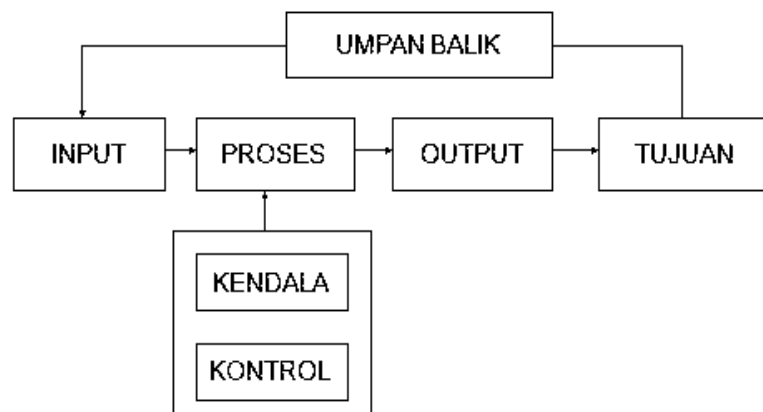 UMPAN BALIK
INPUT
PROSES
OUTPUT
TUJUAN
KENDALA
KONTROL